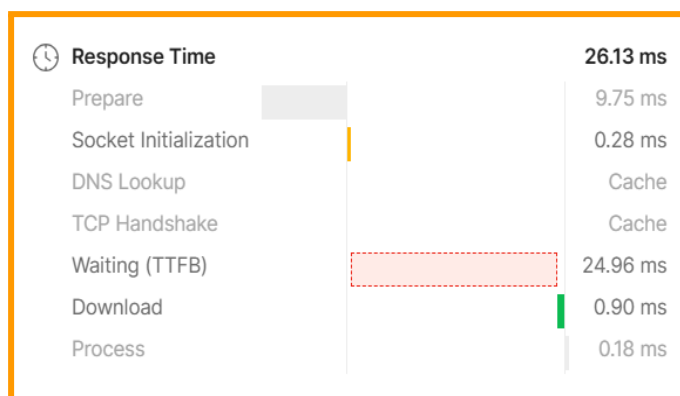 Response Time 26.13 ms
Prepare 9.75 ms
Socket Initialization 0.28 ms
DNS Lookup Cache
TCP Handshake Cache
Waiting (TTFB) 24.96 ms
Download 0.90 ms
Process 0.18 ms